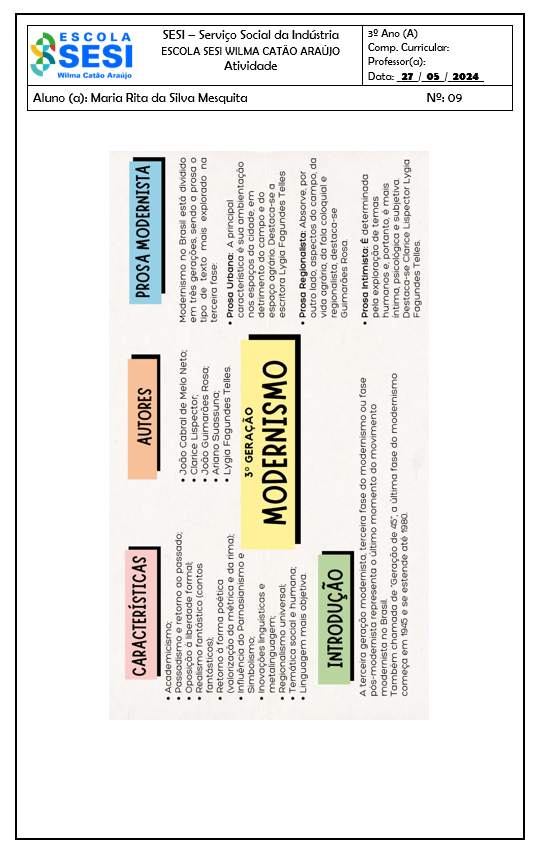 ESCOLA
SESI
Wilma Catão Araújo
SESI – Serviço Social da Indústria
ESCOLA SESI WILMA CATÃO ARAÚJO
Atividade
3º Ano (A)
Comp. Curricular:
Professor(a):
Data: 27 / 05 / 2024
Aluno (a): Maria Rita da Silva Mesquita
Nº: 09
CARACTERÍSTICAS
• Academicismo;
• Passadismo e retorno ao passado;
• Oposição à liberdade formal;
• Realismo fantástico (contos
fantásticos);
• Retorno à forma poética
(valorização da métrica e da rima);
• Influência do Parnasianismo e
Simbolismo;
• Inovações linguísticas e
metalinguagem;
• Regionalismo universal;
• Temática social e humana;
• Linguagem mais objetiva.
AUTORES
• João Cabral de Melo Neto;
• Clarice Lispector;
• João Guimarães Rosa;
• Ariano Suassuna;
• Lygia Fagundes Telles.
PROSA MODERNISTA
Modernismo no Brasil está dividido
em três gerações, sendo a prosa o
tipo de texto mais explorado na
terceira fase:
• Prosa Urbana: A principal
característica é sua ambientação
nos espaços da cidade, em
detrimento do campo e do
espaço agrário. Destaca-se a
escritora Lygia Fagundes Telles
• Prosa Regionalista: Absorve, por
outro lado, aspectos do campo, da
vida agrária, da fala coloquial e
regionalista, destaca-se
Guimarães Rosa.
• Prosa Intimista: É determinada
pela exploração de temas
humanos e, portanto, é mais
íntima, psicológica e subjetiva.
Destaca-se Clarice Lispector Lygia
Fagundes Telles.
3º GERAÇÃO
MODERNISMO
INTRODUÇÃO
A terceira geração modernista, terceira fase do modernismo ou fase
pós-modernista representa o último momento do movimento
modernista no Brasil.
Também chamada de "Geração de 45", a última fase do modernismo
começa em 1945 e se estende até 1980.